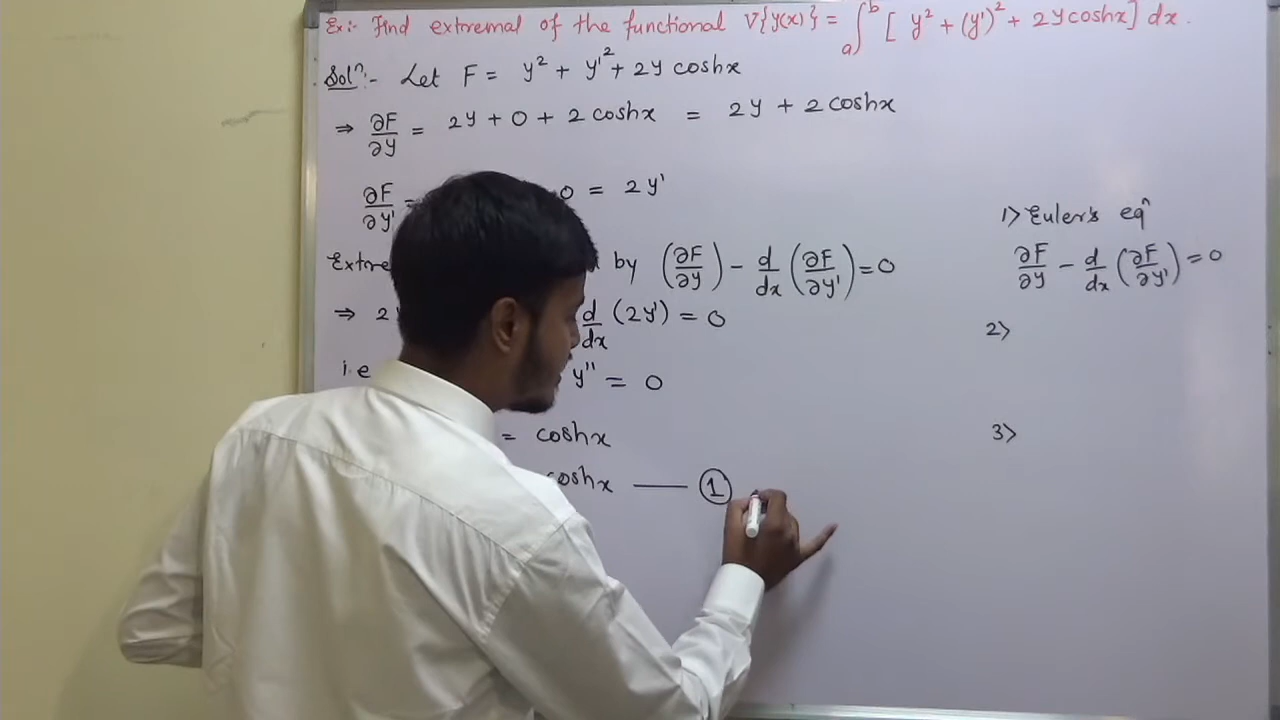 Ex:- Find extremal of the functional V{y(x)} = ∫ₐᵇ [ y² + (y')² + 2y coshx ] dx.
Solⁿ:- Let F = y² + y'² + 2y coshx
⇒ ∂F/∂y = 2y + 0 + 2 coshx = 2y + 2 coshx
∂F/∂y' = 0 = 2y'
by (∂F/∂y) - d/dx (∂F/∂y') = 0
⇒ 2 d/dx (2y') = 0
i.e y'' = 0
= coshx
coshx —— ①
1> Euler's eqⁿ
∂F/∂y - d/dx (∂F/∂y') = 0
2>
3>